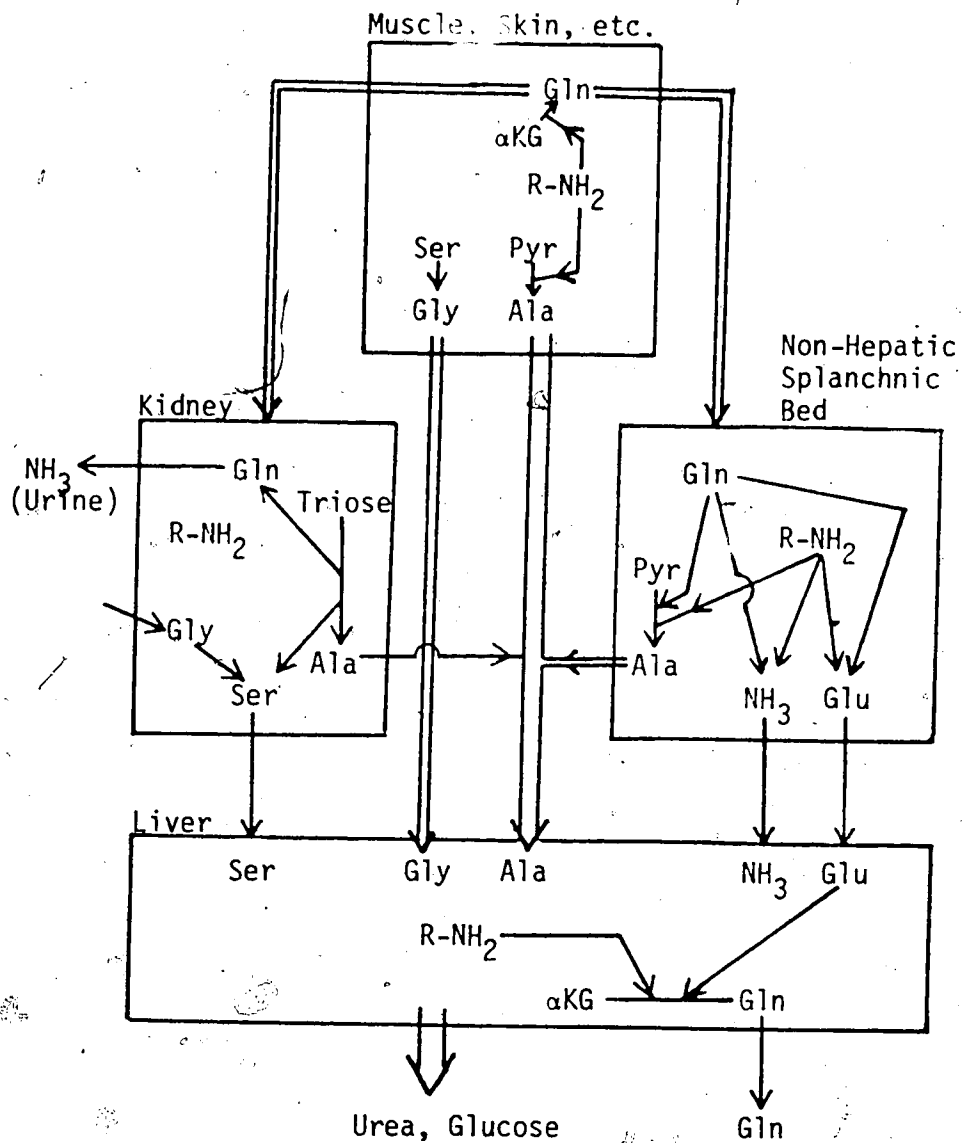 Muscle, Skin, etc.
Gln
αKG
R-NH2
Ser Pyr
Gly Ala
Non-Hepatic
Splanchnic
Bed
Kidney
NH3
(Urine)
Gln
Triose
R-NH2
Gly
Ala
Ser
Gln
R-NH2
Pyr
Ala
NH3 Glu
Liver
Ser Gly Ala NH3 Glu
R-NH2
αKG Gln
Urea, Glucose Gln